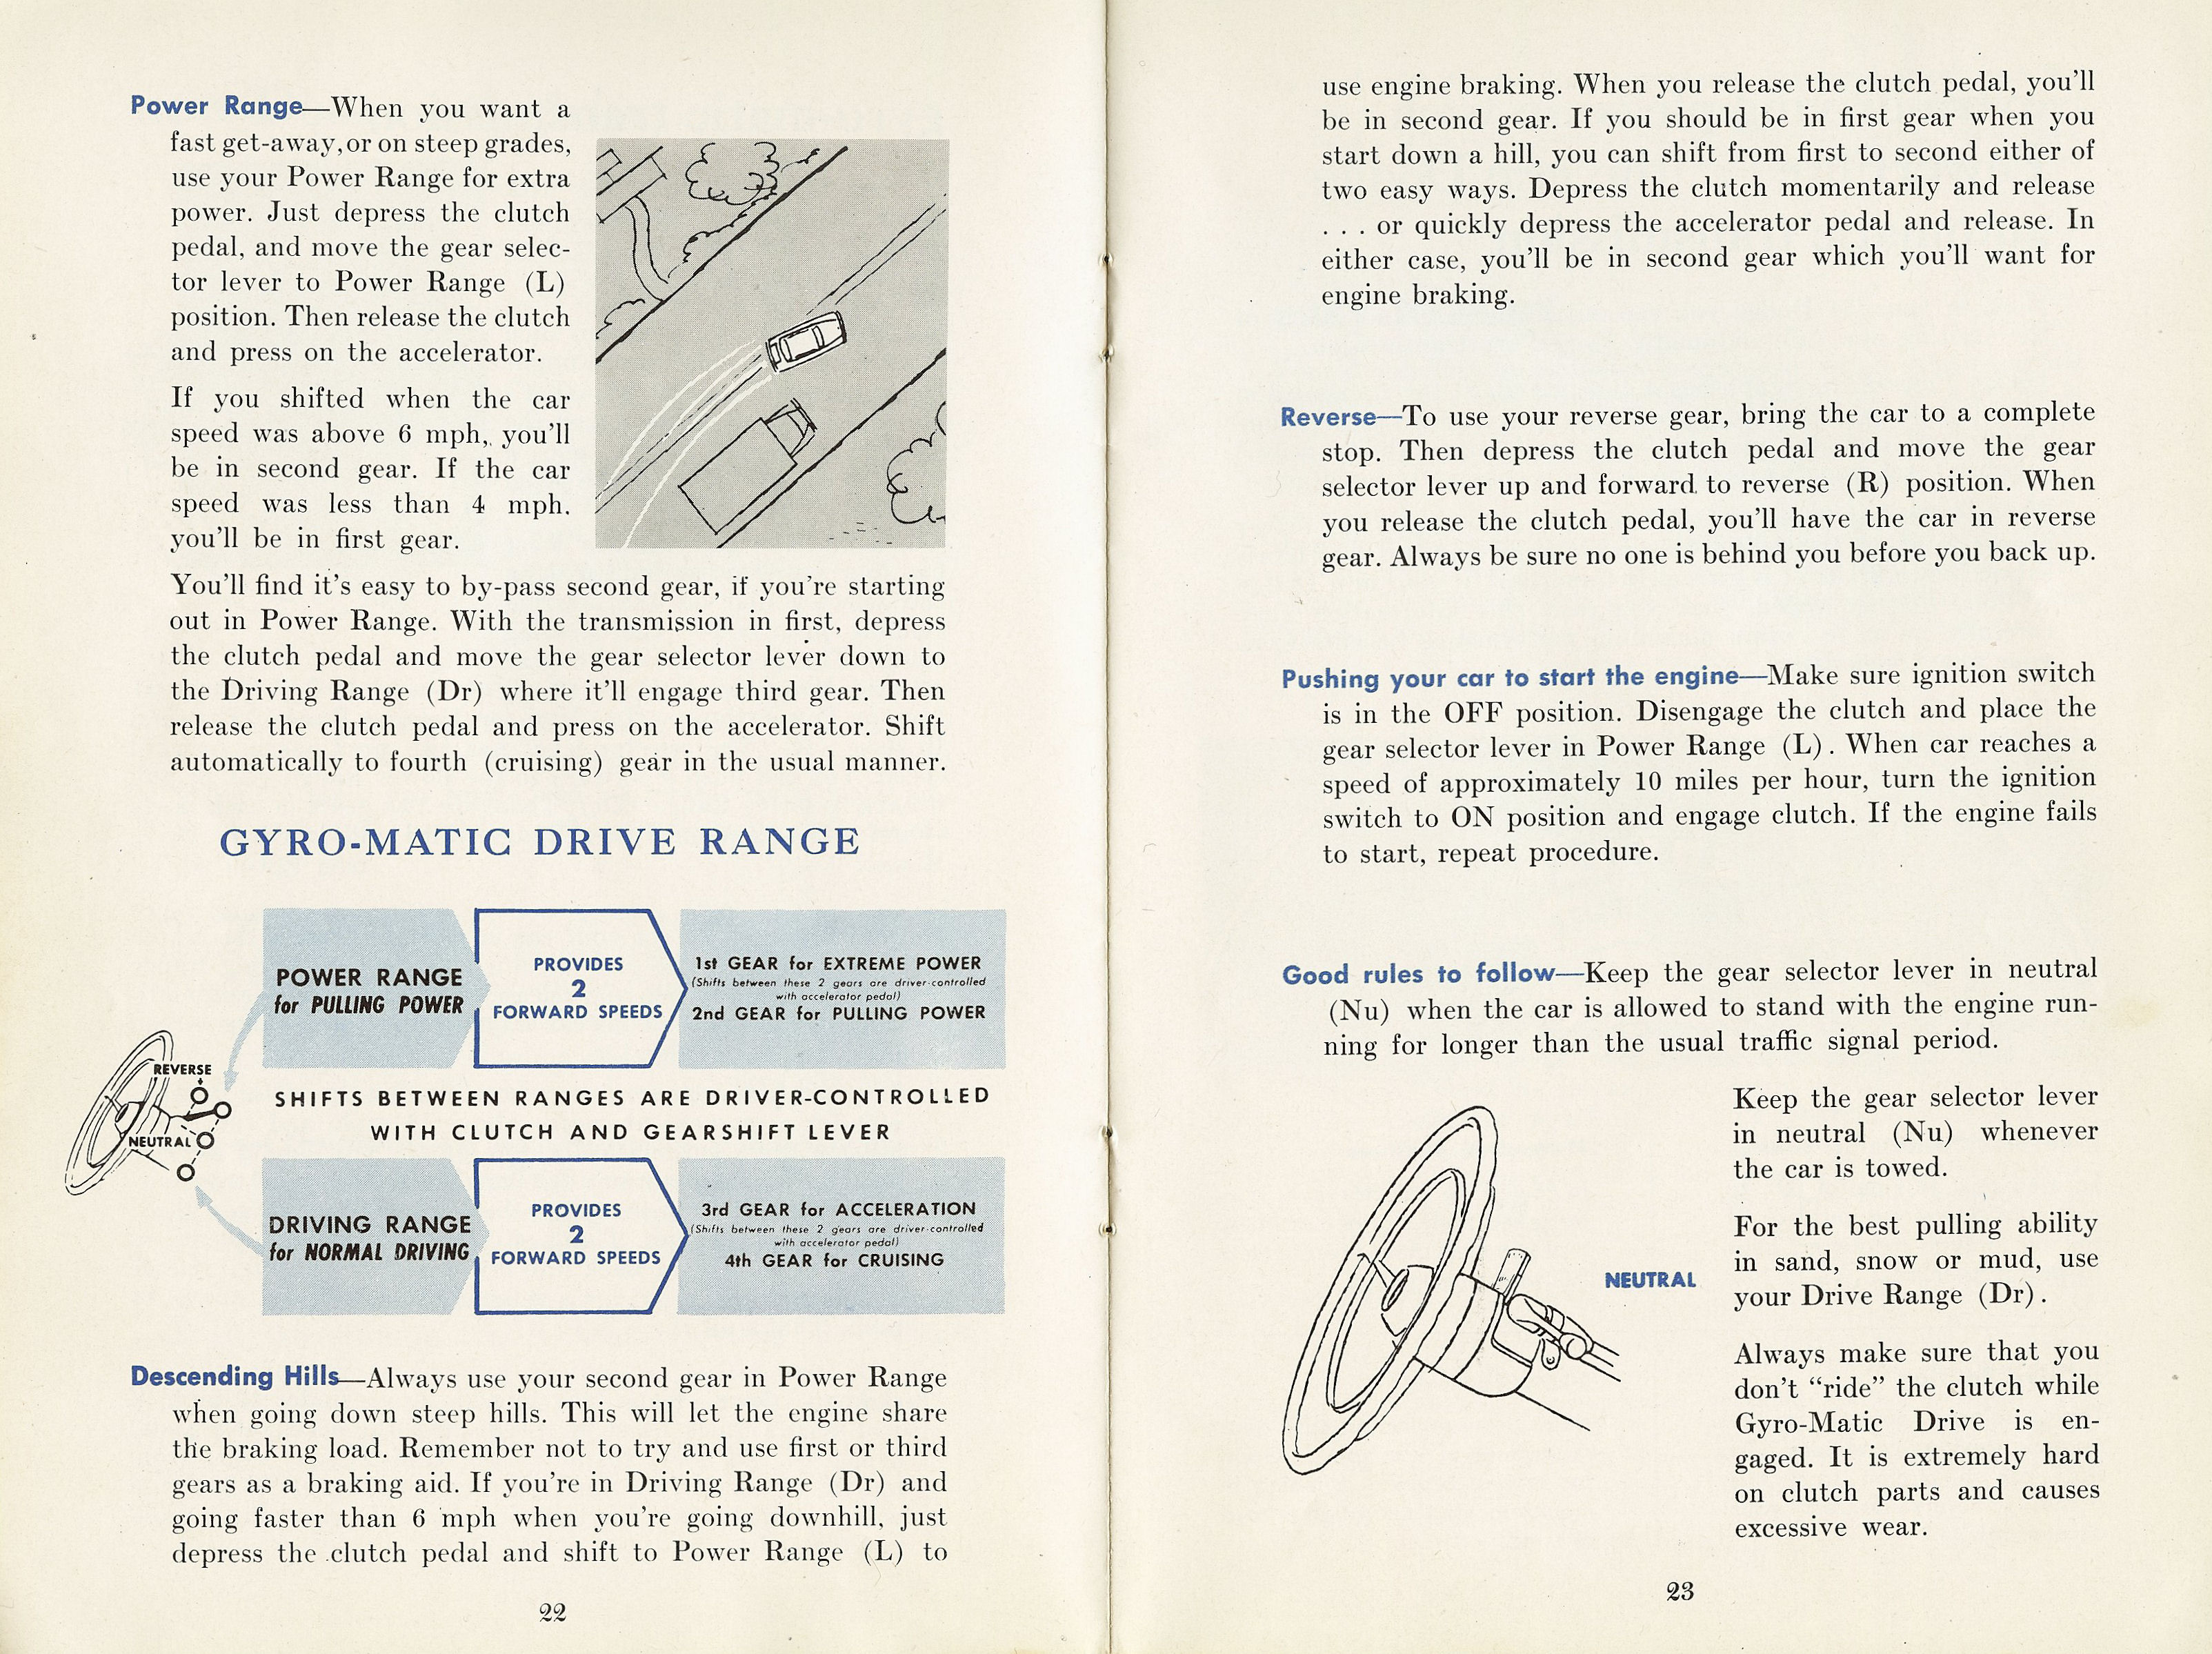 Power Range—When you want a
fast get-away, or on steep grades,
use your Power Range for extra
power. Just depress the clutch
pedal, and move the gear selec-
tor lever to Power Range (L)
position. Then release the clutch
and press on the accelerator.
If you shifted when the car
speed was above 6 mph, you'll
be in second gear. If the car
speed was less than 4 mph.
you'll be in first gear.
You'll find it's easy to by-pass second gear, if you're starting
out in Power Range. With the transmission in first, depress
the clutch pedal and move the gear selector lever down to
the Driving Range (Dr) where it'll engage third gear. Then
release the clutch pedal and press on the accelerator. Shift
automatically to fourth (cruising) gear in the usual manner.
GYRO-MATIC DRIVE RANGE
POWER RANGE
for PULLING POWER
PROVIDES
2
FORWARD SPEEDS
1st GEAR for EXTREME POWER
(Shifts between these 2 gears are driver-controlled
with accelerator pedal)
2nd GEAR for PULLING POWER
REVERSE
NEUTRAL
SHIFTS BETWEEN RANGES ARE DRIVER-CONTROLLED
WITH CLUTCH AND GEARSHIFT LEVER
DRIVING RANGE
for NORMAL DRIVING
PROVIDES
2
FORWARD SPEEDS
3rd GEAR for ACCELERATION
(Shifts between these 2 gears are driver-controlled
with accelerator pedal)
4th GEAR for CRUISING
Descending Hills—Always use your second gear in Power Range
when going down steep hills. This will let the engine share
the braking load. Remember not to try and use first or third
gears as a braking aid. If you're in Driving Range (Dr) and
going faster than 6 mph when you're going downhill, just
depress the clutch pedal and shift to Power Range (L) to
22
use engine braking. When you release the clutch pedal, you'll
be in second gear. If you should be in first gear when you
start down a hill, you can shift from first to second either of
two easy ways. Depress the clutch momentarily and release
. . . or quickly depress the accelerator pedal and release. In
either case, you'll be in second gear which you'll want for
engine braking.
Reverse—To use your reverse gear, bring the car to a complete
stop. Then depress the clutch pedal and move the gear
selector lever up and forward to reverse (R) position. When
you release the clutch pedal, you'll have the car in reverse
gear. Always be sure no one is behind you before you back up.
Pushing your car to start the engine—Make sure ignition switch
is in the OFF position. Disengage the clutch and place the
gear selector lever in Power Range (L). When car reaches a
speed of approximately 10 miles per hour, turn the ignition
switch to ON position and engage clutch. If the engine fails
to start, repeat procedure.
Good rules to follow—Keep the gear selector lever in neutral
(Nu) when the car is allowed to stand with the engine run-
ning for longer than the usual traffic signal period.
Keep the gear selector lever
in neutral (Nu) whenever
the car is towed.
For the best pulling ability
in sand, snow or mud, use
your Drive Range (Dr).
Always make sure that you
don't "ride" the clutch while
Gyro-Matic Drive is en-
gaged. It is extremely hard
on clutch parts and causes
excessive wear.
NEUTRAL
23